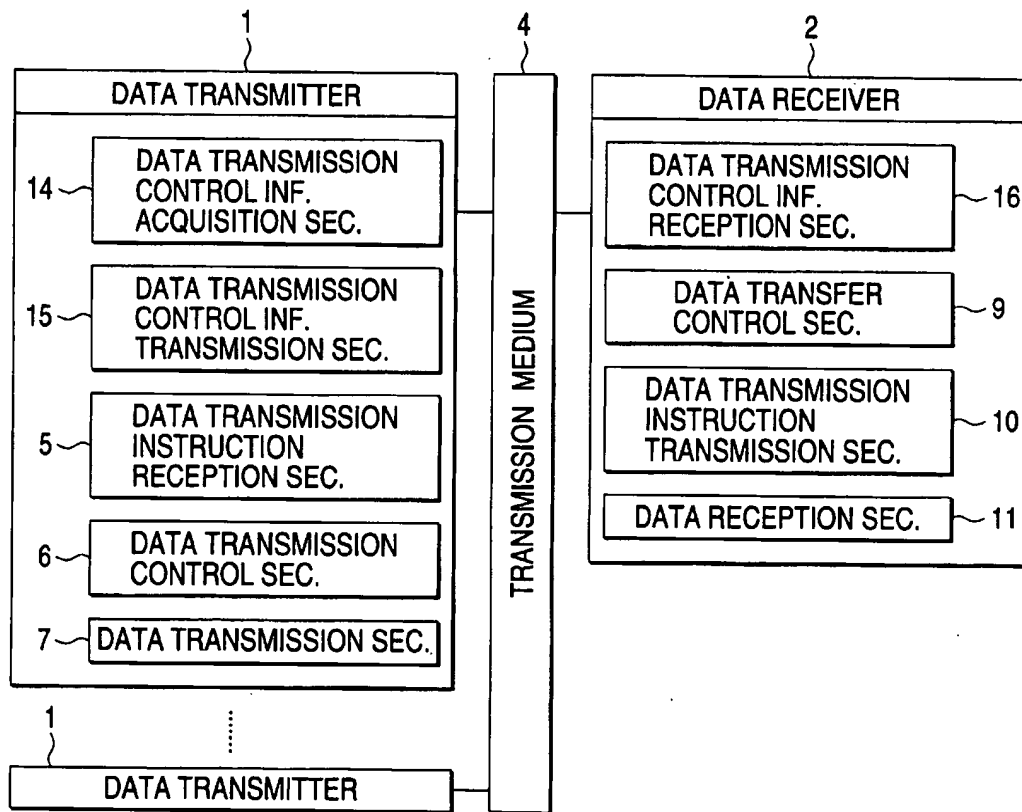 1
4
2
DATA TRANSMITTER
DATA RECEIVER
14
DATA TRANSMISSION
CONTROL INF.
ACQUISITION SEC.
15
DATA TRANSMISSION
CONTROL INF.
TRANSMISSION SEC.
5
DATA TRANSMISSION
INSTRUCTION
RECEPTION SEC.
6
DATA TRANSMISSION
CONTROL SEC.
7
DATA TRANSMISSION SEC.
1
DATA TRANSMITTER
TRANSMISSION MEDIUM
DATA TRANSMISSION
CONTROL INF.
RECEPTION SEC.
16
DATA TRANSFER
CONTROL SEC.
9
DATA TRANSMISSION
INSTRUCTION
TRANSMISSION SEC.
10
DATA RECEPTION SEC.
11